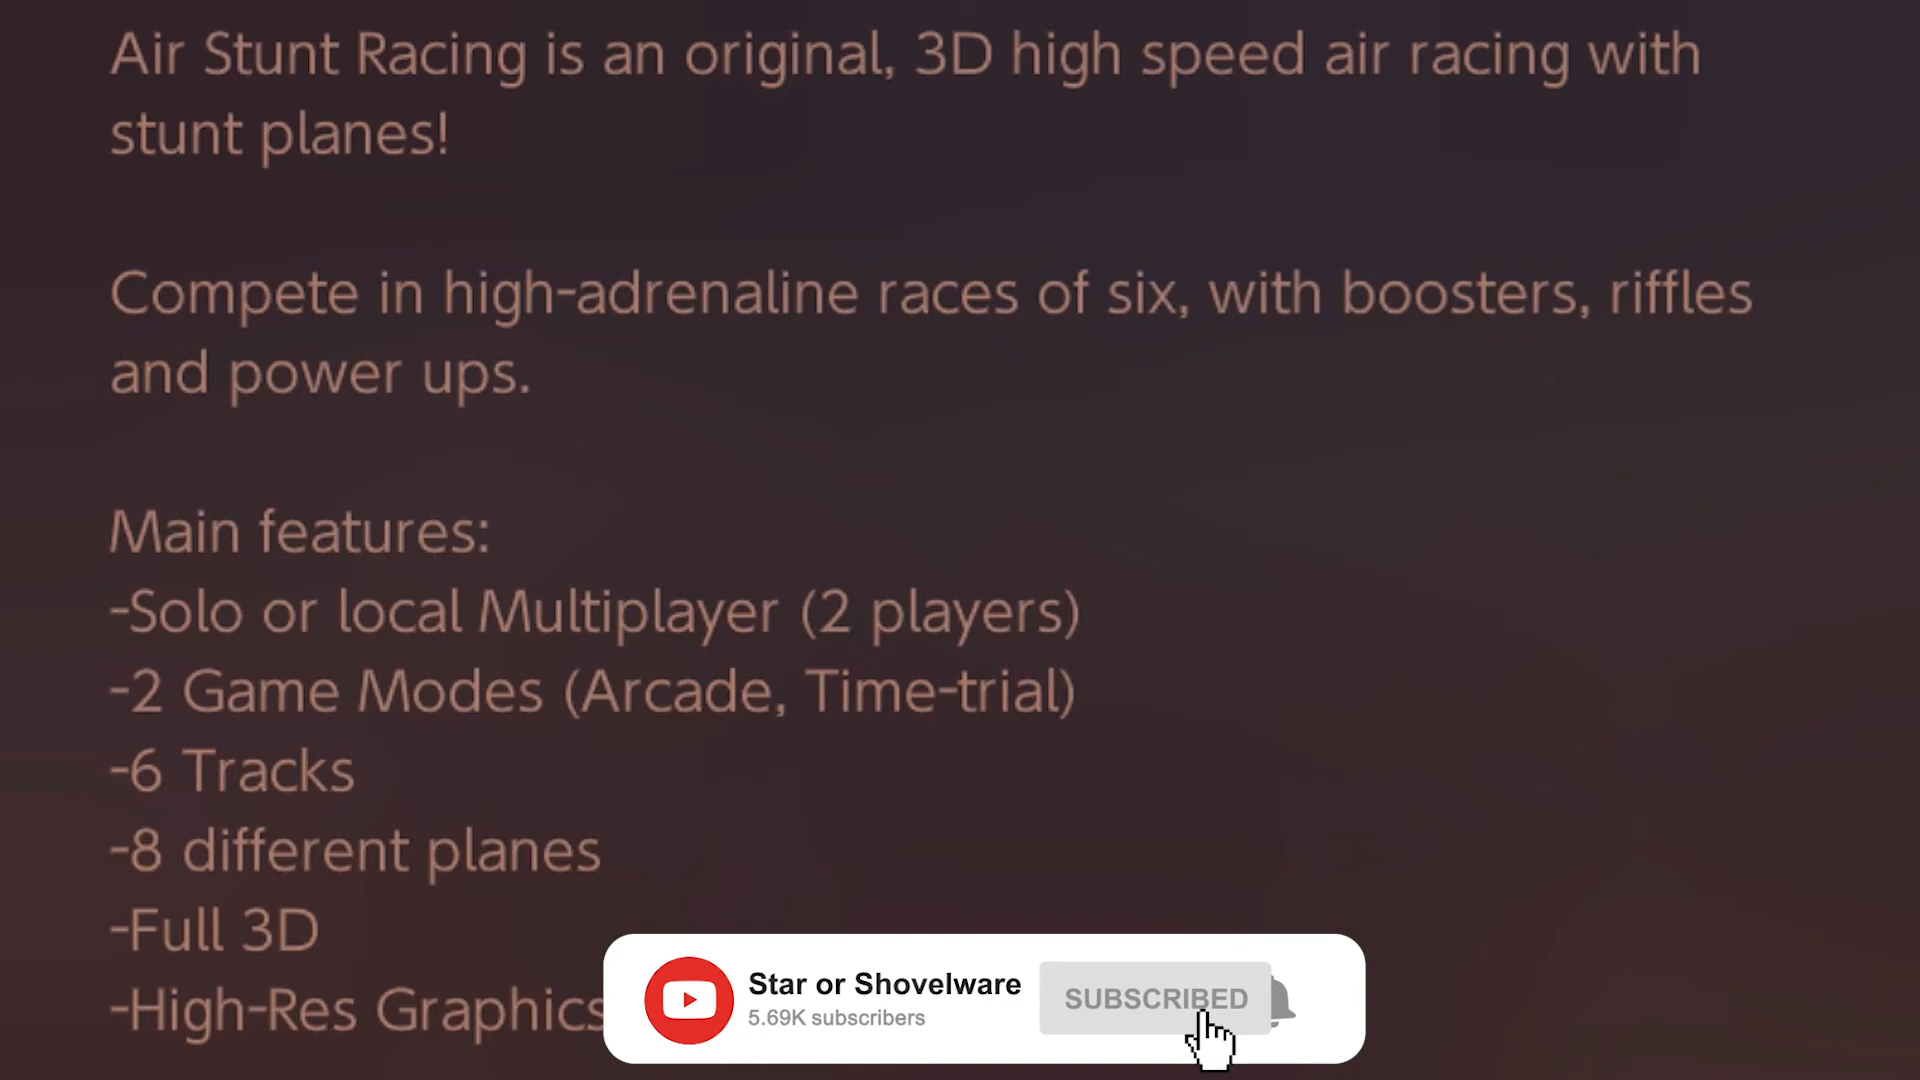 Air Stunt Racing is an original, 3D high speed air racing with
stunt planes!
Compete in high-adrenaline races of six, with boosters, riffles
and power ups.
Main features:
-Solo or local Multiplayer (2 players)
-2 Game Modes (Arcade, Time-trial)
-6 Tracks
-8 different planes
-Full 3D
-High-Res Graphics
Star or Shovelware
5.69K subscribers
SUBSCRIBED